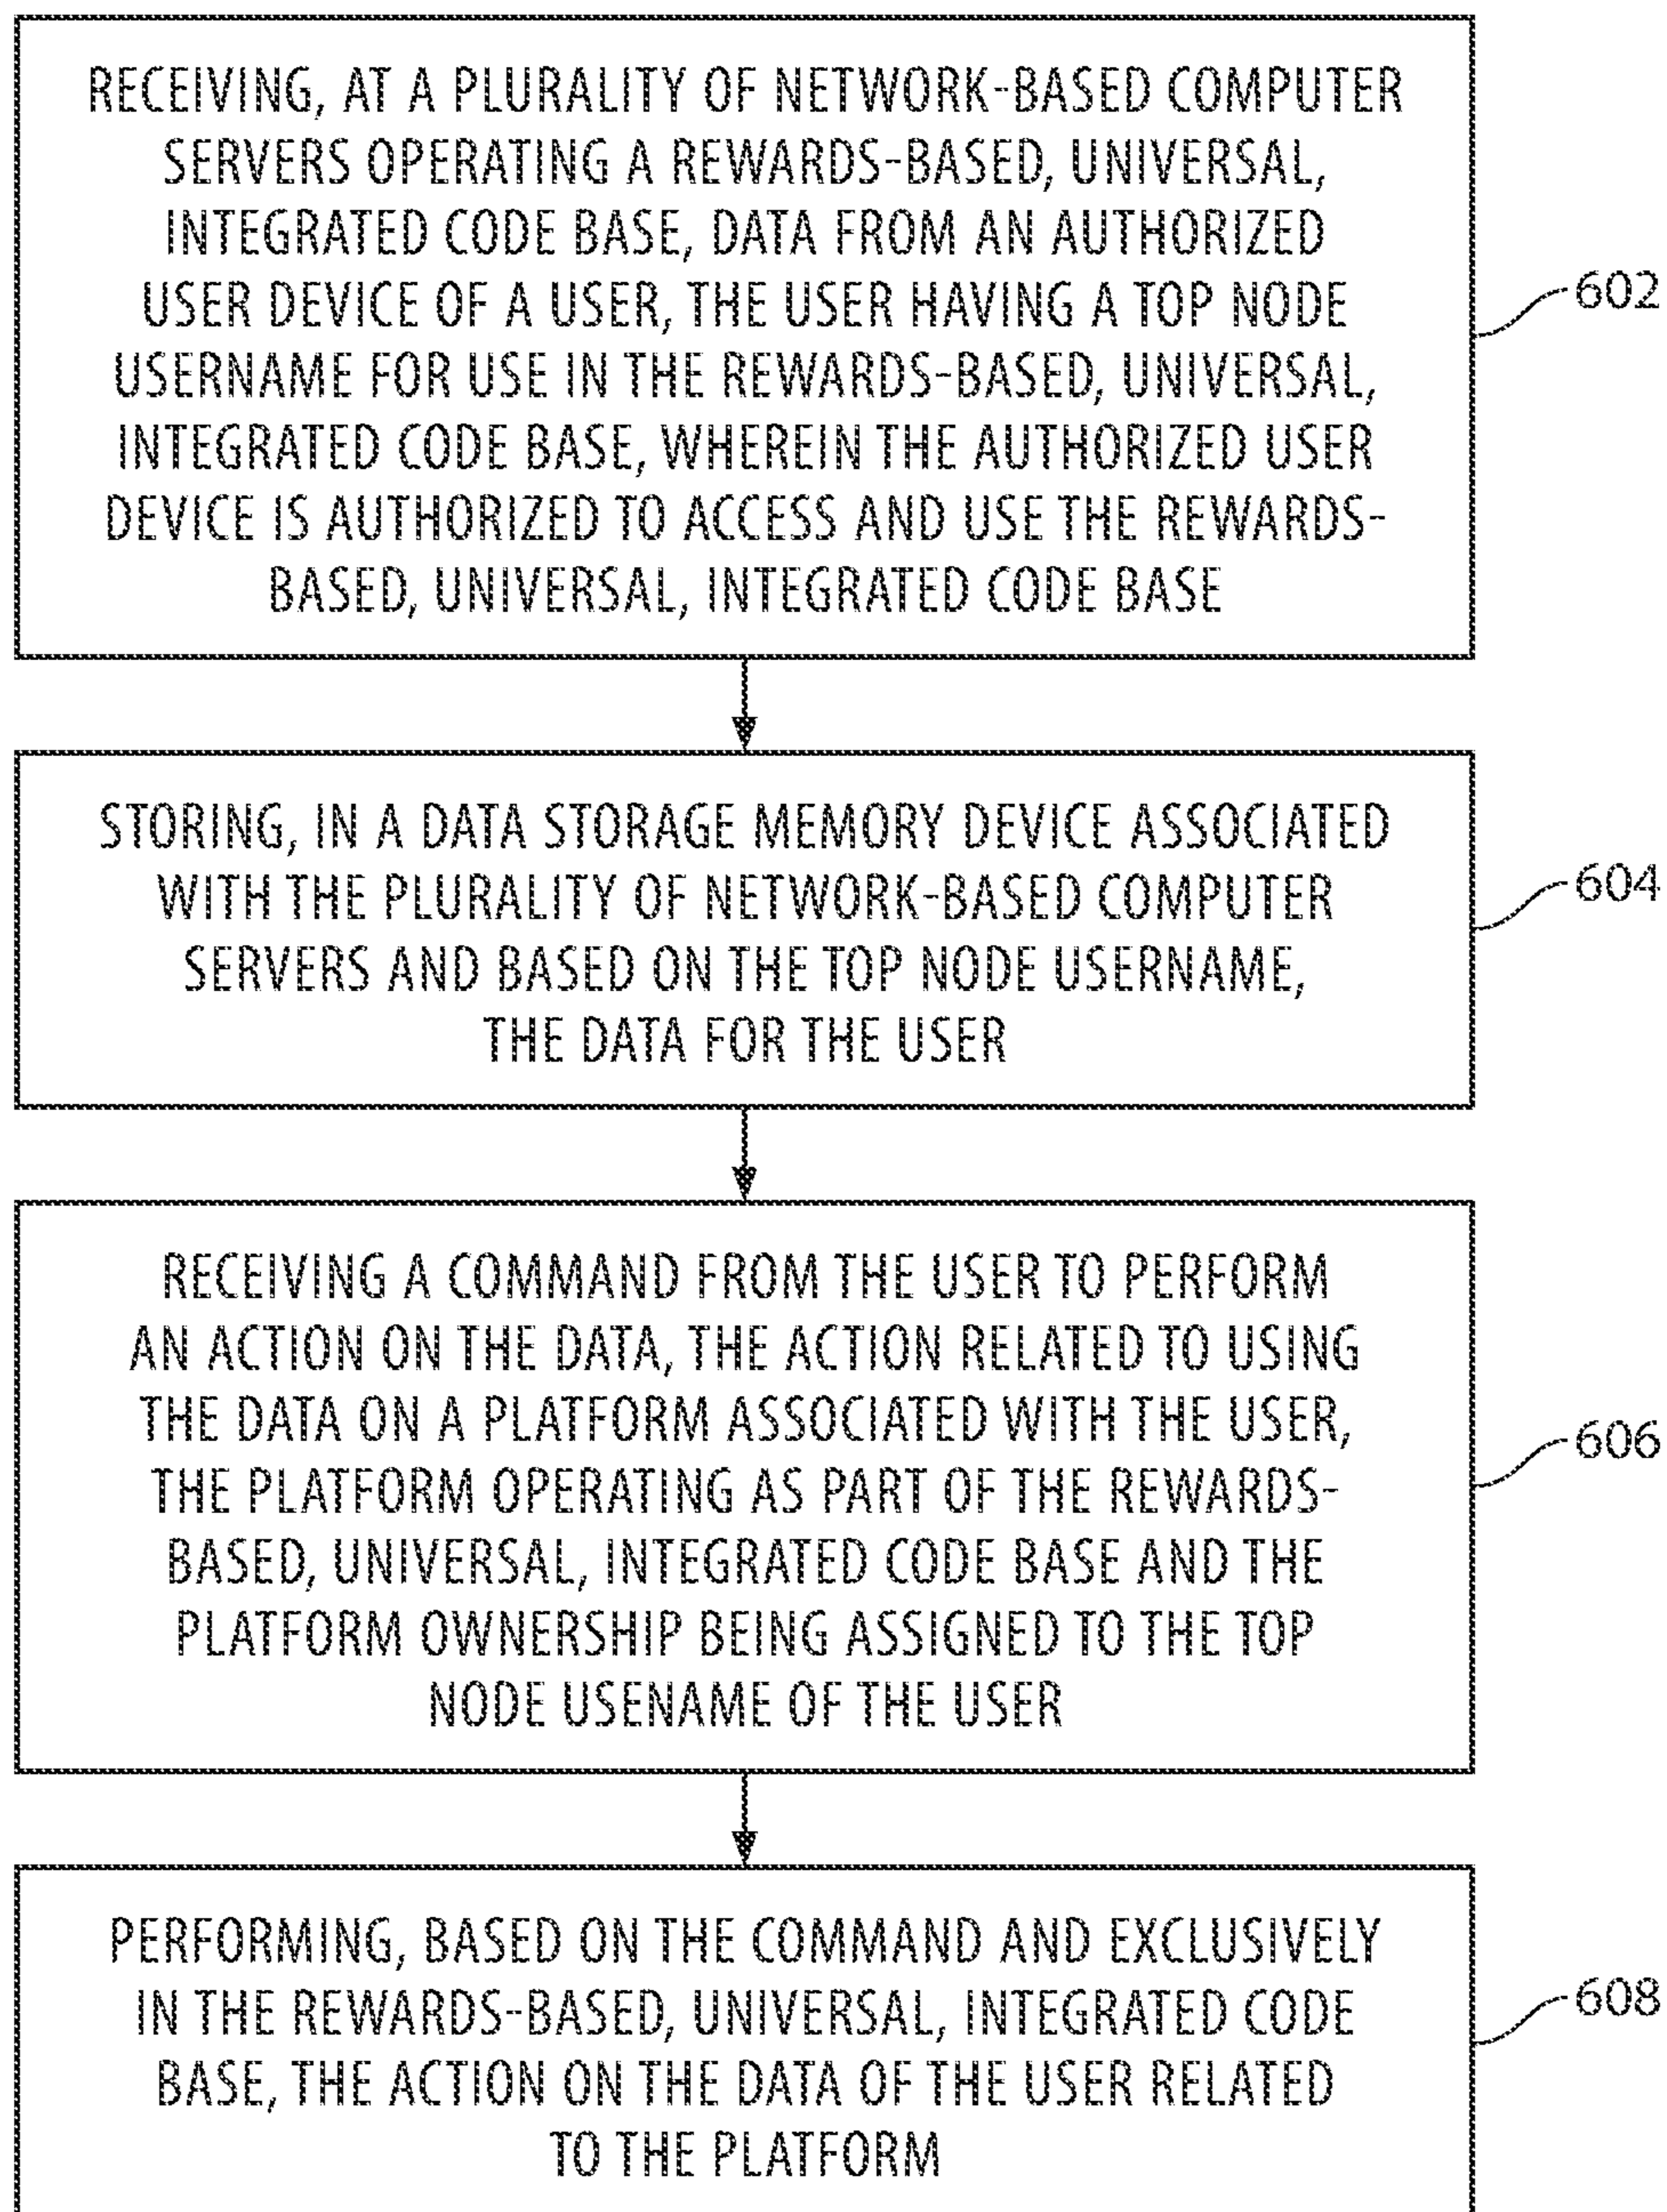 RECEIVING, AT A PLURALITY OF NETWORK-BASED COMPUTER
SERVERS OPERATING A REWARDS-BASED, UNIVERSAL,
INTEGRATED CODE BASE, DATA FROM AN AUTHORIZED
USER DEVICE OF A USER, THE USER HAVING A TOP NODE
USERNAME FOR USE IN THE REWARDS-BASED, UNIVERSAL,
INTEGRATED CODE BASE, WHEREIN THE AUTHORIZED USER
DEVICE IS AUTHORIZED TO ACCESS AND USE THE REWARDS-
BASED, UNIVERSAL, INTEGRATED CODE BASE
602
STORING, IN A DATA STORAGE MEMORY DEVICE ASSOCIATED
WITH THE PLURALITY OF NETWORK-BASED COMPUTER
SERVERS AND BASED ON THE TOP NODE USERNAME,
THE DATA FOR THE USER
604
RECEIVING A COMMAND FROM THE USER TO PERFORM
AN ACTION ON THE DATA, THE ACTION RELATED TO USING
THE DATA ON A PLATFORM ASSOCIATED WITH THE USER,
THE PLATFORM OPERATING AS PART OF THE REWARDS-
BASED, UNIVERSAL, INTEGRATED CODE BASE AND THE
PLATFORM OWNERSHIP BEING ASSIGNED TO THE TOP
NODE USENAME OF THE USER
606
PERFORMING, BASED ON THE COMMAND AND EXCLUSIVELY
IN THE REWARDS-BASED, UNIVERSAL, INTEGRATED CODE
BASE, THE ACTION ON THE DATA OF THE USER RELATED
TO THE PLATFORM
608